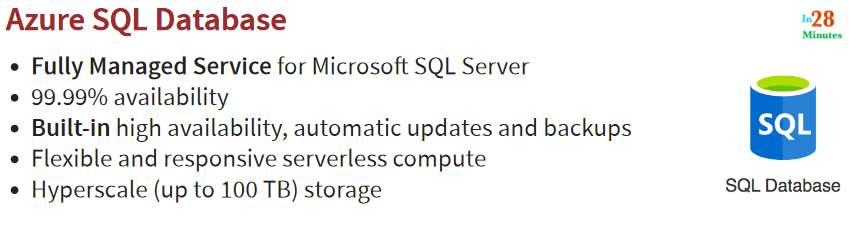 Azure SQL Database
In28
Minutes
• Fully Managed Service for Microsoft SQL Server
• 99.99% availability
• Built-in high availability, automatic updates and backups
• Flexible and responsive serverless compute
• Hyperscale (up to 100 TB) storage
SQL
SQL Database